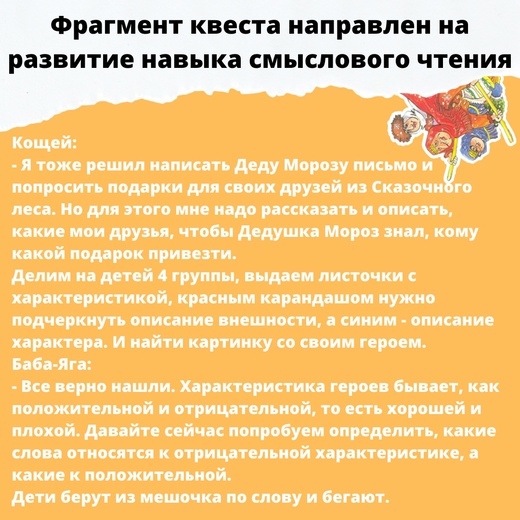 Фрагмент квеста направлен на
развитие навыка смыслового чтения
Кощей:
- Я тоже решил написать Деду Морозу письмо и
попросить подарки для своих друзей из Сказочного
леса. Но для этого мне надо рассказать и описать,
какие мои друзья, чтобы Дедушка Мороз знал, кому
какой подарок привезти.
Делим на детей 4 группы, выдаем листочки с
характеристикой, красным карандашом нужно
подчеркнуть описание внешности, а синим - описание
характера. И найти картинку со своим героем.
Баба-Яга:
- Все верно нашли. Характеристика героев бывает, как
положительной и отрицательной, то есть хорошей и
плохой. Давайте сейчас попробуем определить, какие
слова относятся к отрицательной характеристике, а
какие к положительной.
Дети берут из мешочка по слову и бегают.